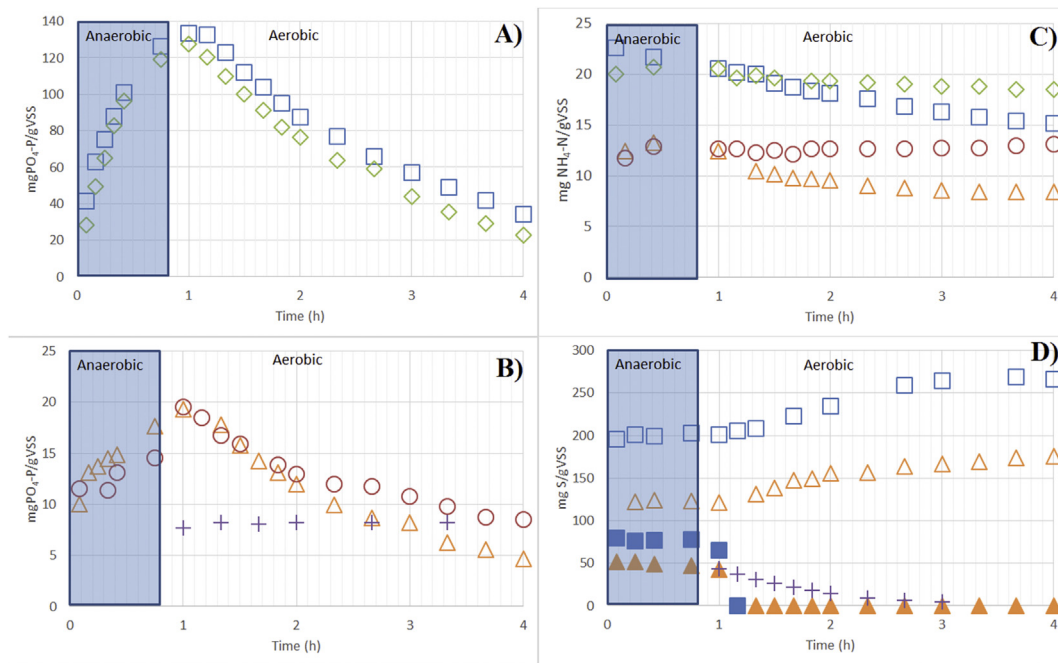 A)
Anaerobic
Aerobic
mgPO4-P/gVSS
140
120
100
80
60
40
20
0
0 1 2 3 4
Time (h)
C)
Anaerobic
Aerobic
mg NH4-N/gVSS
25
20
15
10
5
0
0 1 2 3 4
Time (h)
B)
Anaerobic
Aerobic
mgPO4-P/gVSS
25
20
15
10
5
0
0 1 2 3 4
Time (h)
D)
Anaerobic
Aerobic
mg S/gVSS
300
250
200
150
100
50
0
0 1 2 3 4
Time (h)